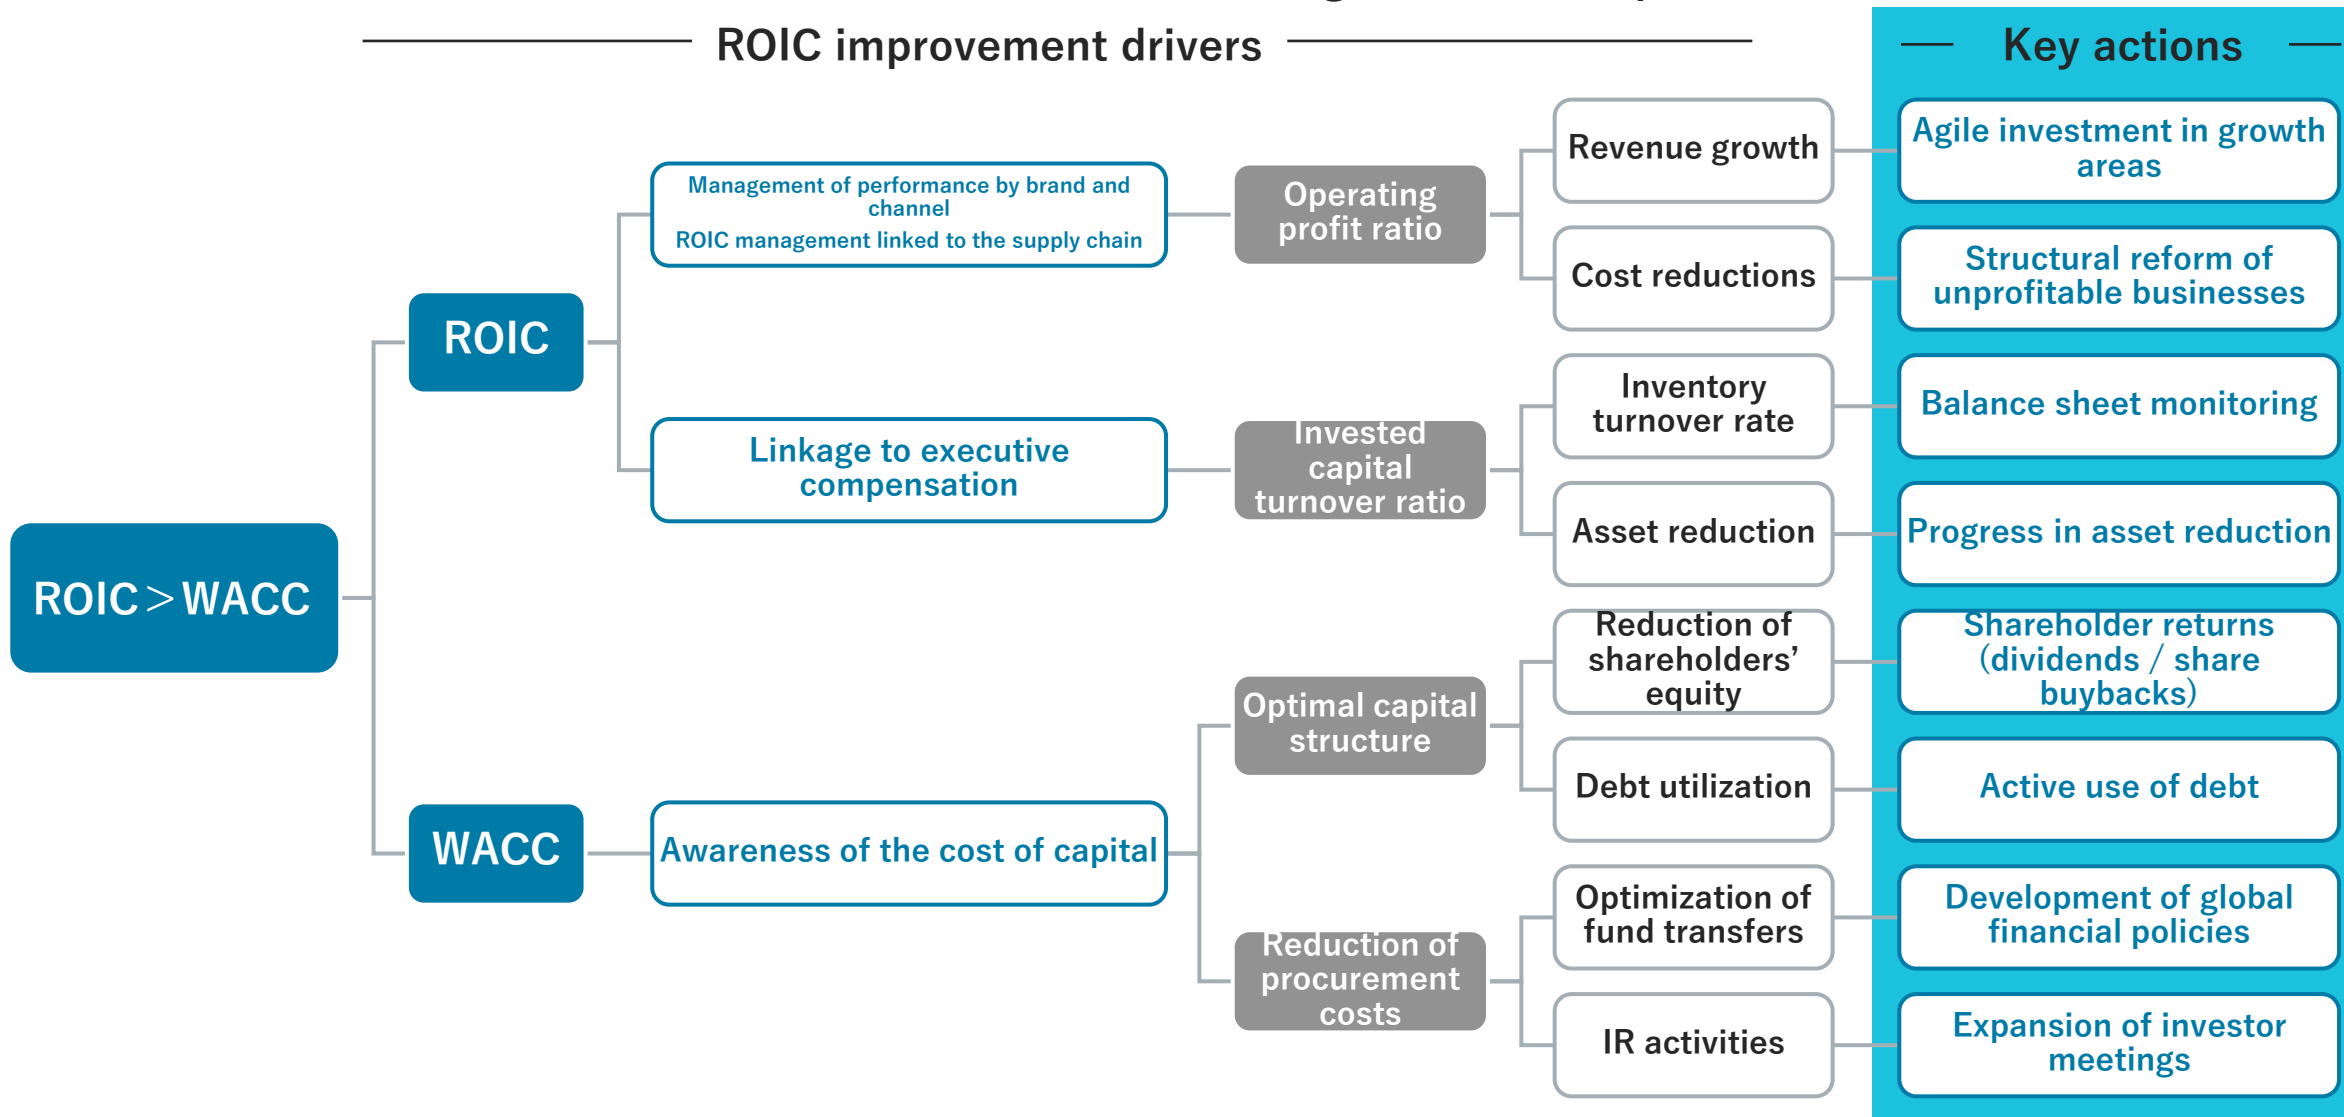 ROIC improvement drivers
Key actions
ROIC>WACC
ROIC
Management of performance by brand and
channel
ROIC management linked to the supply chain
Operating
profit ratio
Revenue growth
Agile investment in growth
areas
Cost reductions
Structural reform of
unprofitable businesses
Linkage to executive
compensation
Invested
capital
turnover ratio
Inventory
turnover rate
Balance sheet monitoring
Asset reduction
Progress in asset reduction
WACC
Awareness of the cost of capital
Optimal capital
structure
Reduction of
shareholders’
equity
Shareholder returns
(dividends / share
buybacks)
Debt utilization
Active use of debt
Reduction of
procurement
costs
Optimization of
fund transfers
Development of global
financial policies
IR activities
Expansion of investor
meetings